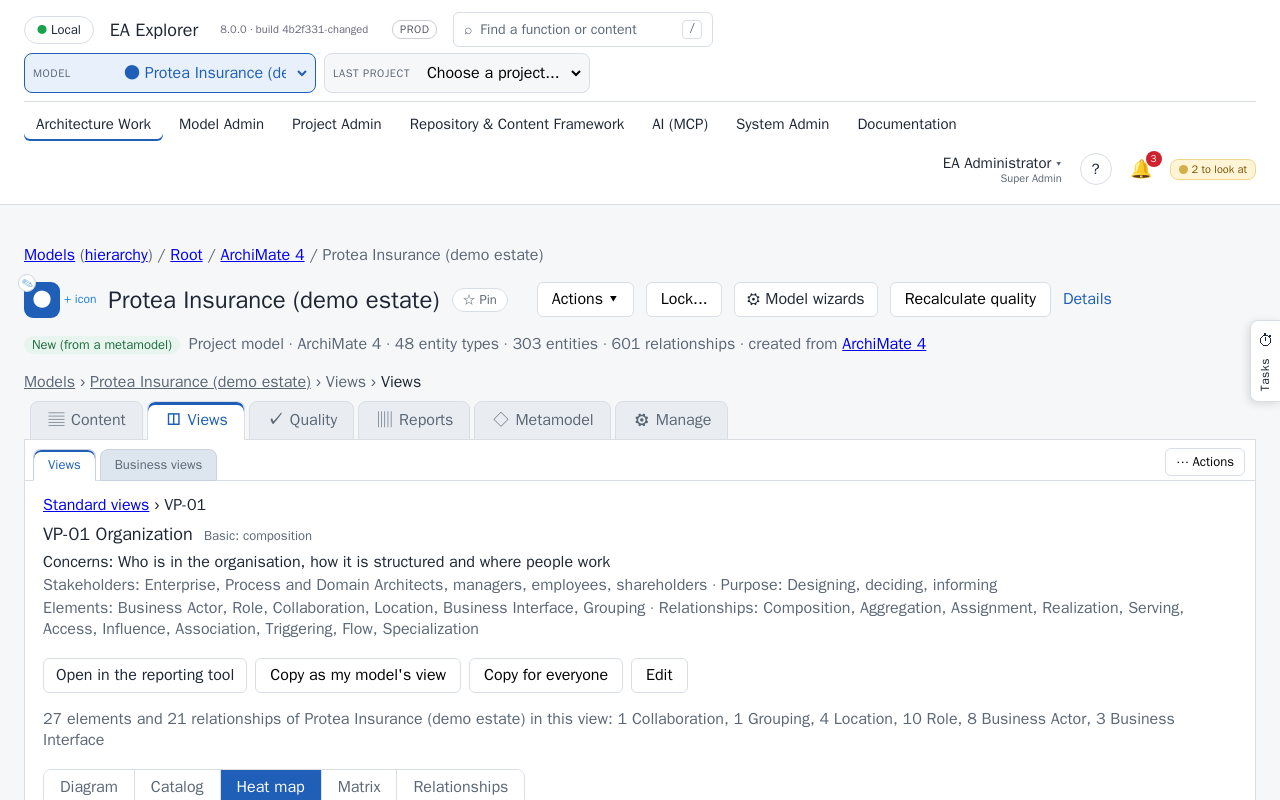 Local EA Explorer 8.0.0 · build 4b2f331-changed PROD Find a function or content /
MODEL Protea Insurance (de LAST PROJECT Choose a project...
Architecture Work Model Admin Project Admin Repository & Content Framework AI (MCP) System Admin Documentation
EA Administrator ▾ ? 3 2 to look at
Super Admin
Models (hierarchy) / Root / ArchiMate 4 / Protea Insurance (demo estate)
+ icon Protea Insurance (demo estate) ☆ Pin Actions ▾ Lock... ⚙ Model wizards Recalculate quality Details
New (from a metamodel) Project model · ArchiMate 4 · 48 entity types · 303 entities · 601 relationships · created from ArchiMate 4
Tasks
Models › Protea Insurance (demo estate) › Views › Views
Content Views ✓ Quality Reports Metamodel Manage
Views Business views ··· Actions
Standard views › VP-01
VP-01 Organization Basic: composition
Concerns: Who is in the organisation, how it is structured and where people work
Stakeholders: Enterprise, Process and Domain Architects, managers, employees, shareholders · Purpose: Designing, deciding, informing
Elements: Business Actor, Role, Collaboration, Location, Business Interface, Grouping · Relationships: Composition, Aggregation, Assignment, Realization, Serving,
Access, Influence, Association, Triggering, Flow, Specialization
Open in the reporting tool Copy as my model's view Copy for everyone Edit
27 elements and 21 relationships of Protea Insurance (demo estate) in this view: 1 Collaboration, 1 Grouping, 4 Location, 10 Role, 8 Business Actor, 3 Business
Interface
Diagram Catalog Heat map Matrix Relationships